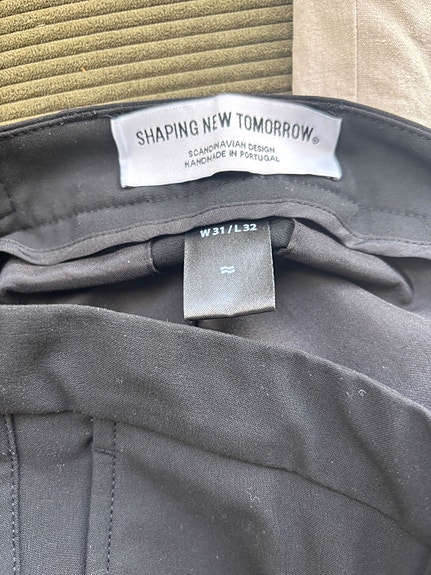 SHAPING NEW TOMORROW®
SCANDINAVIAN DESIGN
HANDMADE IN PORTUGAL
W31/L32